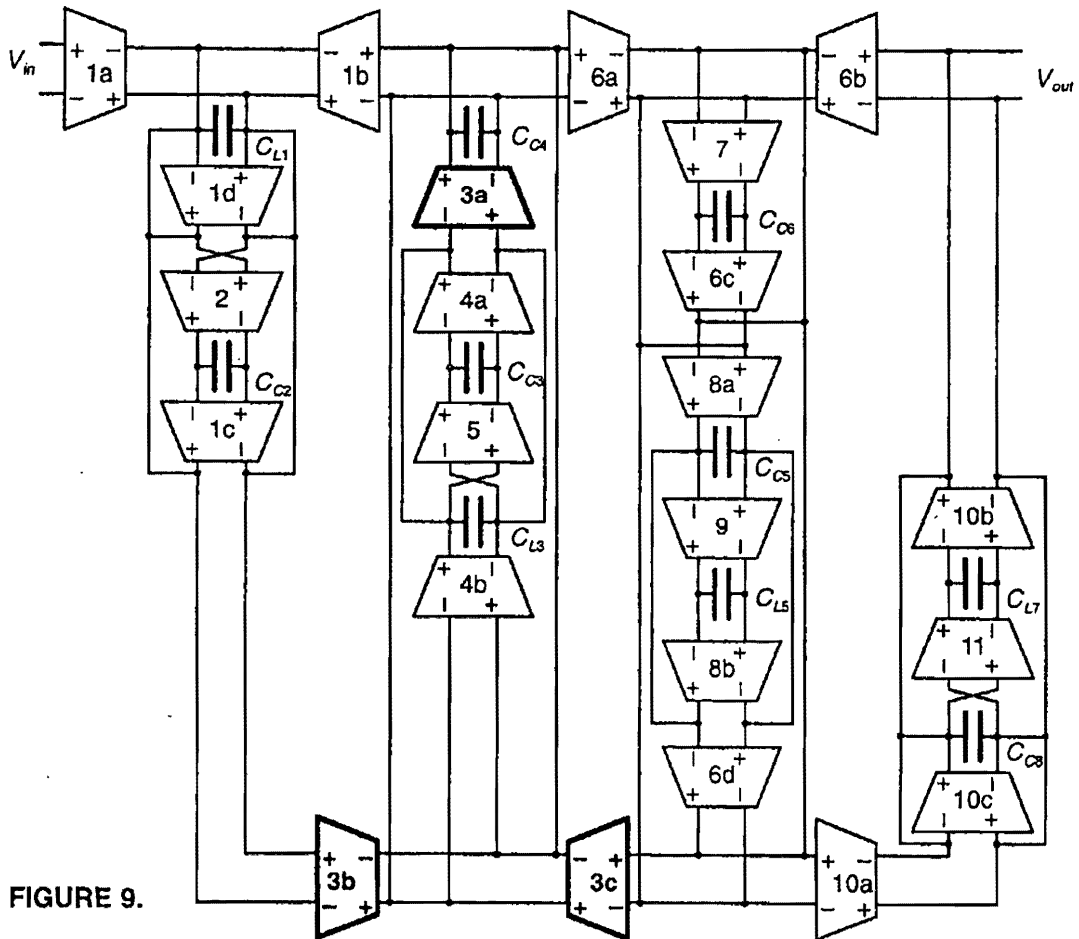 V_in
1a
1b
6a
6b
V_out
C_L1
1d
C_C4
3a
7
C_C6
2
4a
6c
C_C2
C_C3
8a
1c
5
C_C5
C_L3
9
10b
4b
C_L5
C_L7
8b
11
C_C8
6d
10c
3b
3c
10a
FIGURE 9.